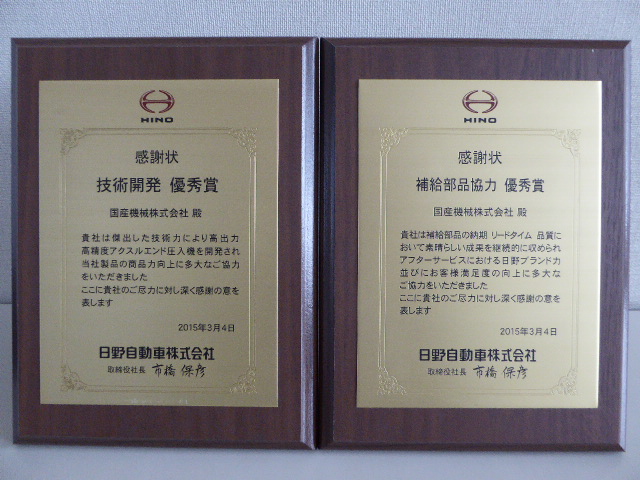 HINO
感謝状
技術開発 優秀賞
国産機械株式会社 殿
貴社は傑出した技術力により高出力
高精度アクスルエンド圧入機を開発され
当社製品の商品力向上に多大なご協力
をいただきました
ここに貴社のご尽力に対し深く感謝の意を
表します
2015年3月4日
日野自動車株式会社
取締役社長 市橋 保彦
HINO
感謝状
補給部品協力 優秀賞
国産機械株式会社 殿
貴社は補給部品の納期 リードタイム 品質に
おいて素晴らしい成果を継続的に収められ
アフターサービスにおける日野ブランド力
並びにお客様満足度の向上に多大な
ご協力をいただきました
ここに貴社のご尽力に対し深く感謝の意を
表します
2015年3月4日
日野自動車株式会社
取締役社長 市橋 保彦